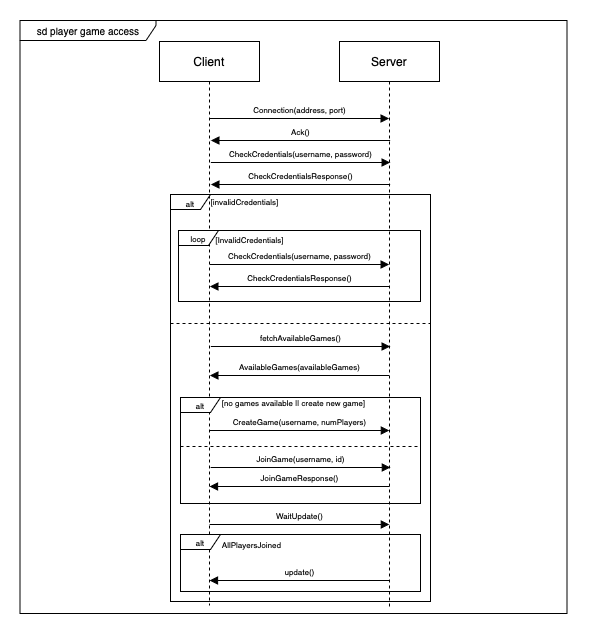 sd player game access
Client
Server
Connection(address, port)
Ack()
CheckCredentials(username, password)
CheckCredentialsResponse()
alt
[invalidCredentials]
loop
[InvalidCredentials]
CheckCredentials(username, password)
CheckCredentialsResponse()
fetchAvailableGames()
AvailableGames(availableGames)
alt
[no games available || create new game]
CreateGame(username, numPlayers)
JoinGame(username, id)
JoinGameResponse()
WaitUpdate()
alt
AllPlayersJoined
update()